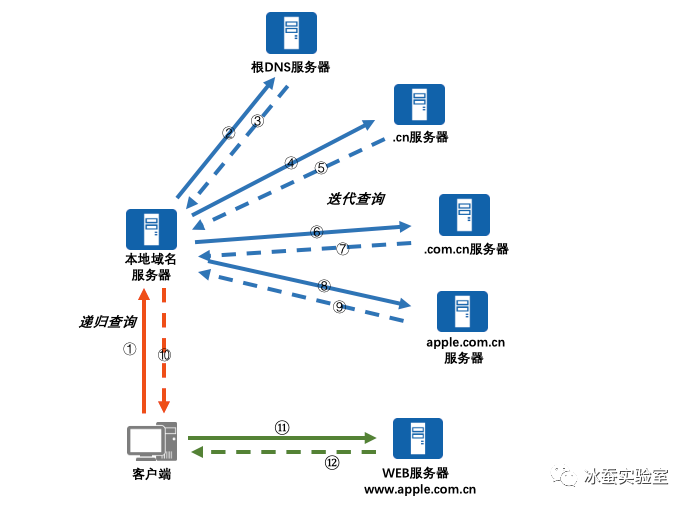 根DNS服务器
③
②
.cn服务器
④
⑤
迭代查询
⑥
⑦
.com.cn服务器
本地域名
服务器
⑧
⑨
递归查询
①
⑩
apple.com.cn
服务器
⑪
⑫
客户端
WEB服务器
www.apple.com.cn
冰蚕实验室